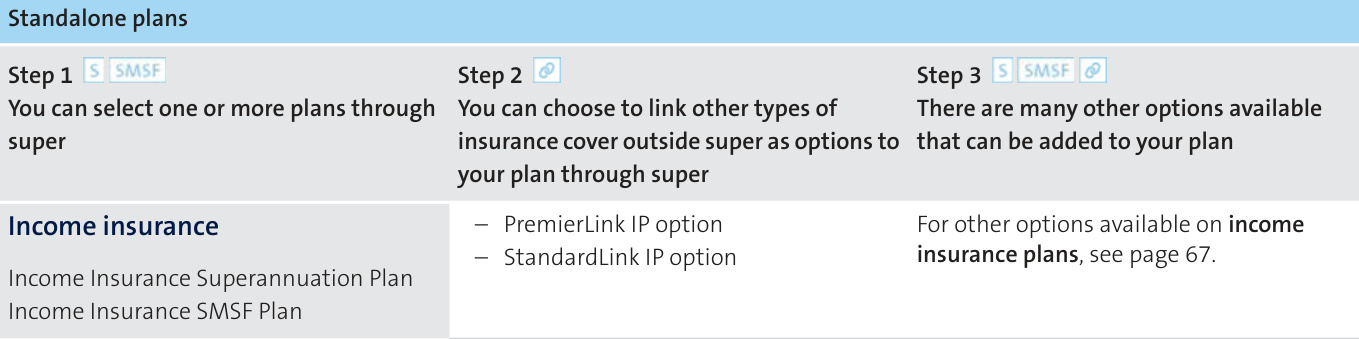 Standalone plans
Step 1 S SMSF
You can select one or more plans through
super
Step 2
You can choose to link other types of
insurance cover outside super as options to
your plan through super
Step 3 S SMSF
There are many other options available
that can be added to your plan
Income insurance
Income Insurance Superannuation Plan
Income Insurance SMSF Plan
– PremierLink IP option
– StandardLink IP option
For other options available on income
insurance plans, see page 67.